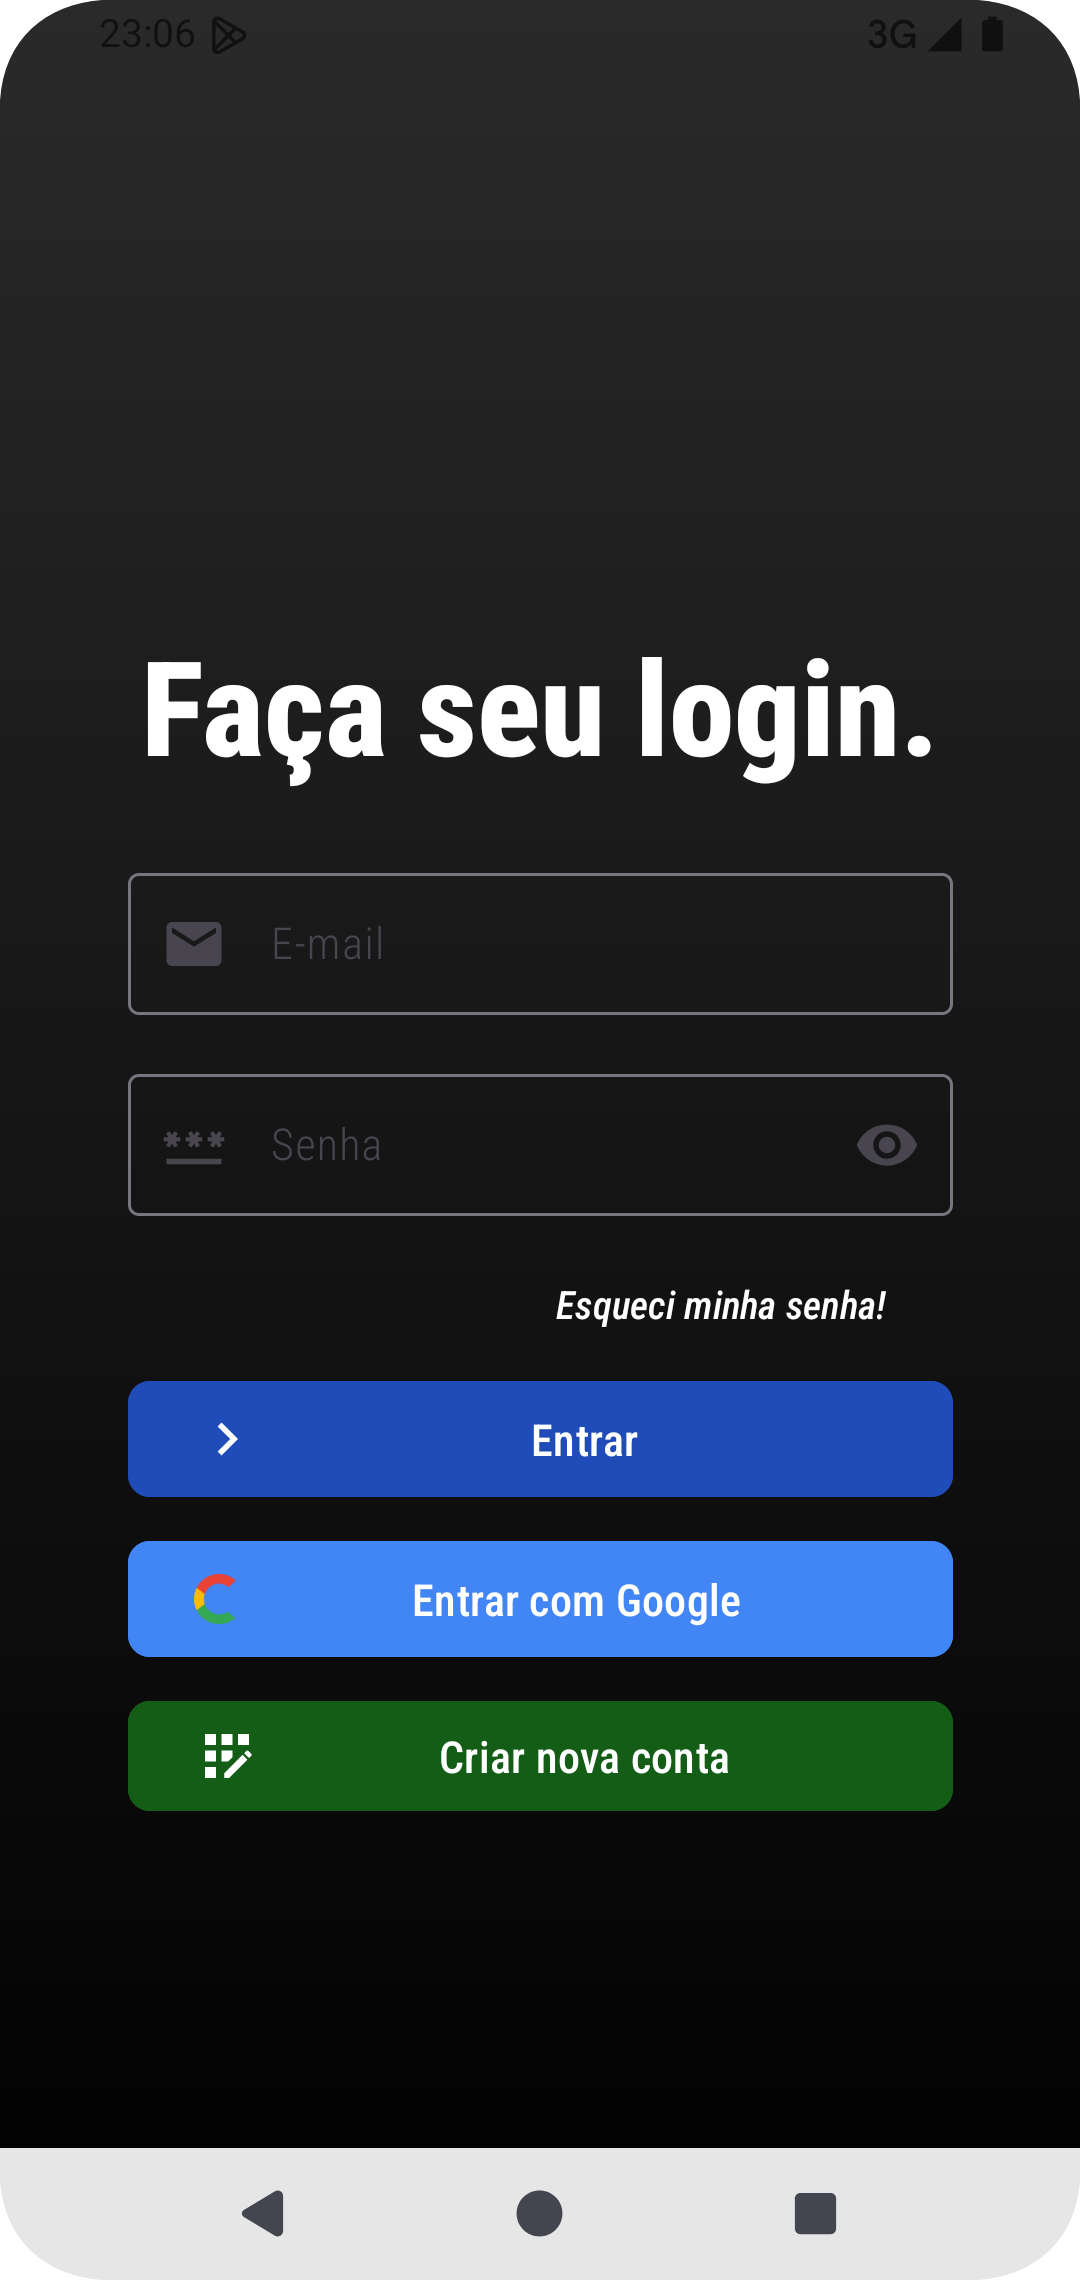 23:06 3G
Faça seu login.
E-mail
Senha
Esqueci minha senha!
Entrar
Entrar com Google
Criar nova conta